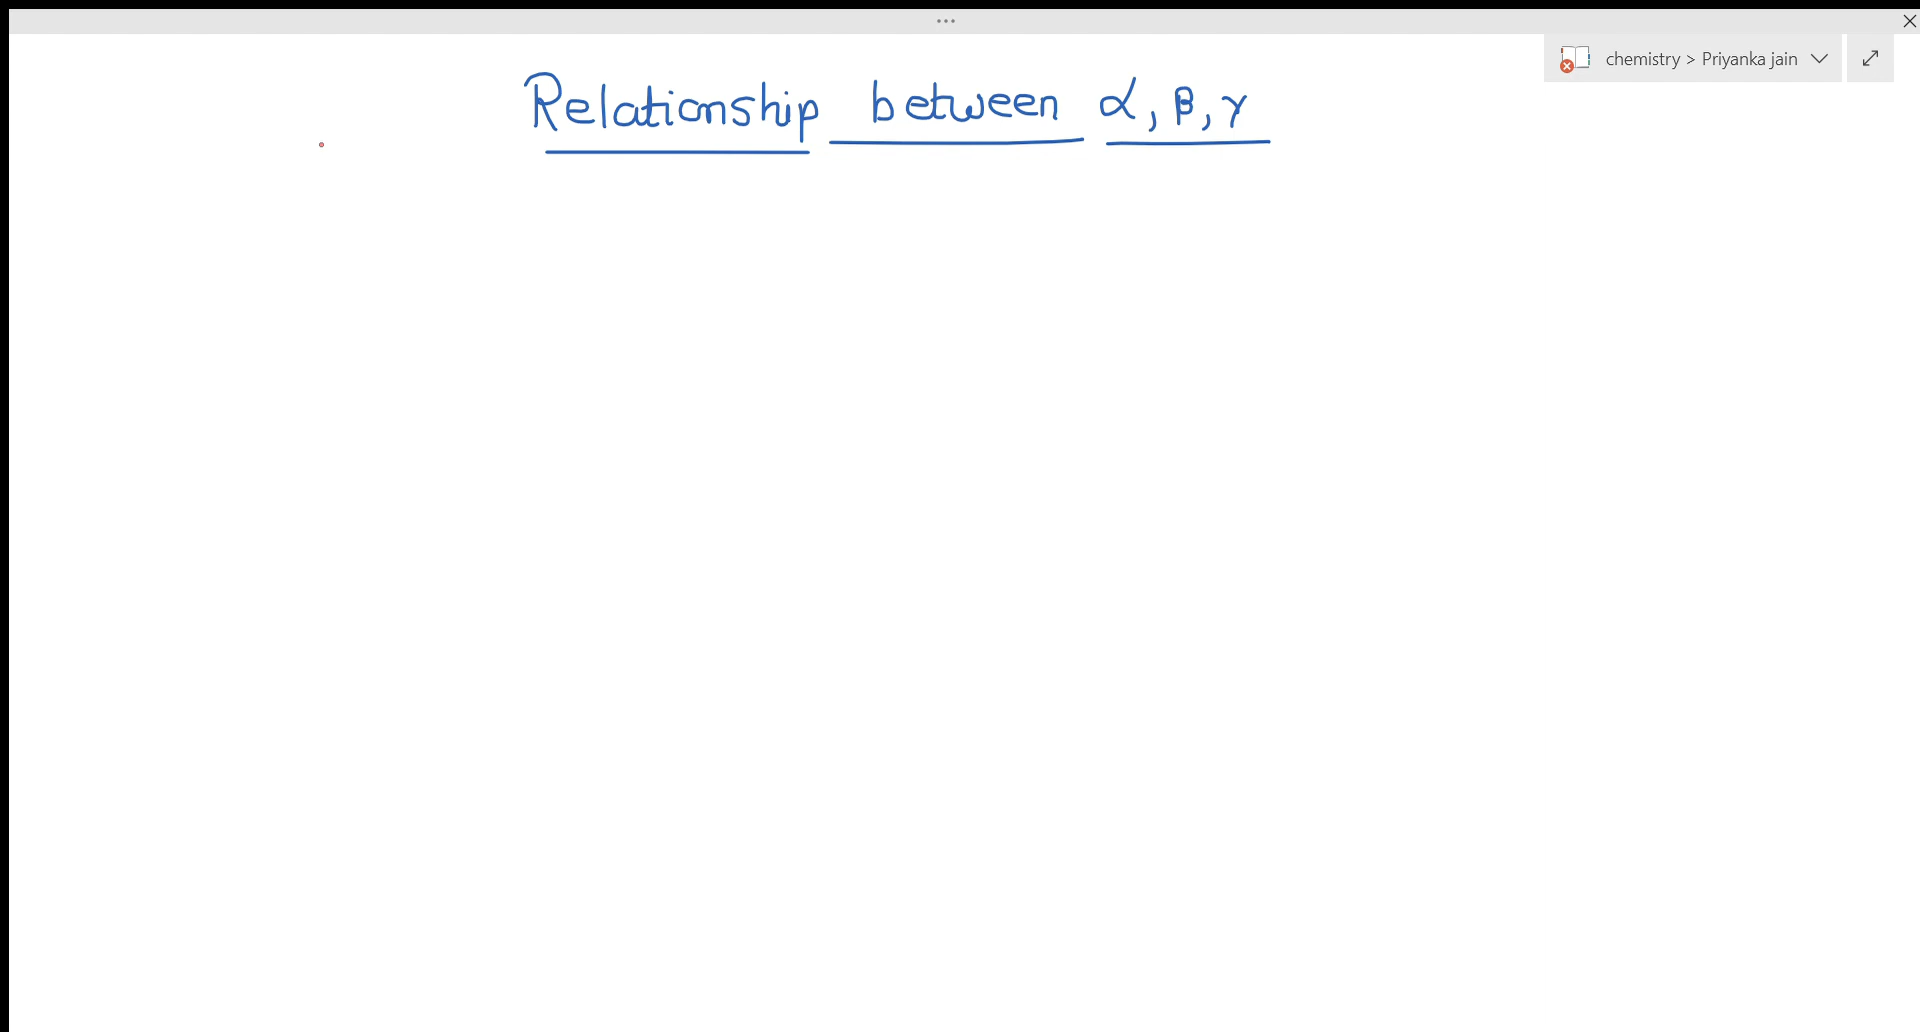 chemistry > Priyanka jain
Relationship between α, β, γ